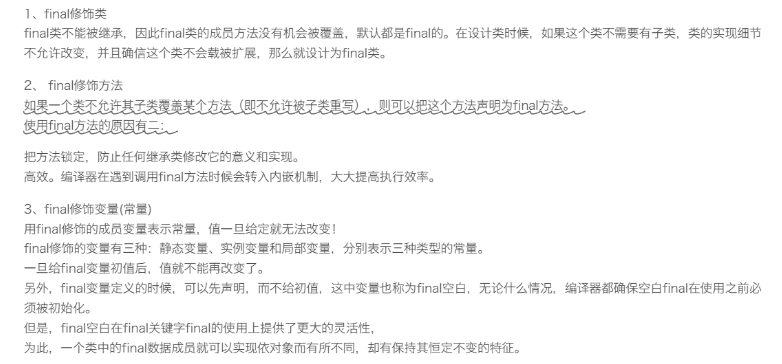 1、final修饰类
final类不能被继承，因此final类的成员方法没有机会被覆盖，默认都是final的。在设计类时候，如果这个类不需要有子类，类的实现细节
不允许改变，并且确信这个类不会载被扩展，那么就设计为final类。
2、 final修饰方法
如果一个类不允许其子类覆盖某个方法（即不允许被子类重写），则可以把这个方法声明为final方法。
使用final方法的原因有二：
把方法锁定，防止任何继承类修改它的意义和实现。
高效。编译器在遇到调用final方法时候会转入内嵌机制，大大提高执行效率。
3、final修饰变量(常量)
用final修饰的成员变量表示常量，值一旦给定就无法改变！
final修饰的变量有三种：静态变量、实例变量和局部变量，分别表示三种类型的常量。
一旦给final变量初值后，值就不能再改变了。
另外，final变量定义的时候，可以先声明，而不给初值，这中变量也称为final空白，无论什么情况，编译器都确保空白final在使用之前必
须被初始化。
但是，final空白在final关键字final的使用上提供了更大的灵活性，
为此，一个类中的final数据成员就可以实现依对象而有所不同，却有保持其恒定不变的特征。